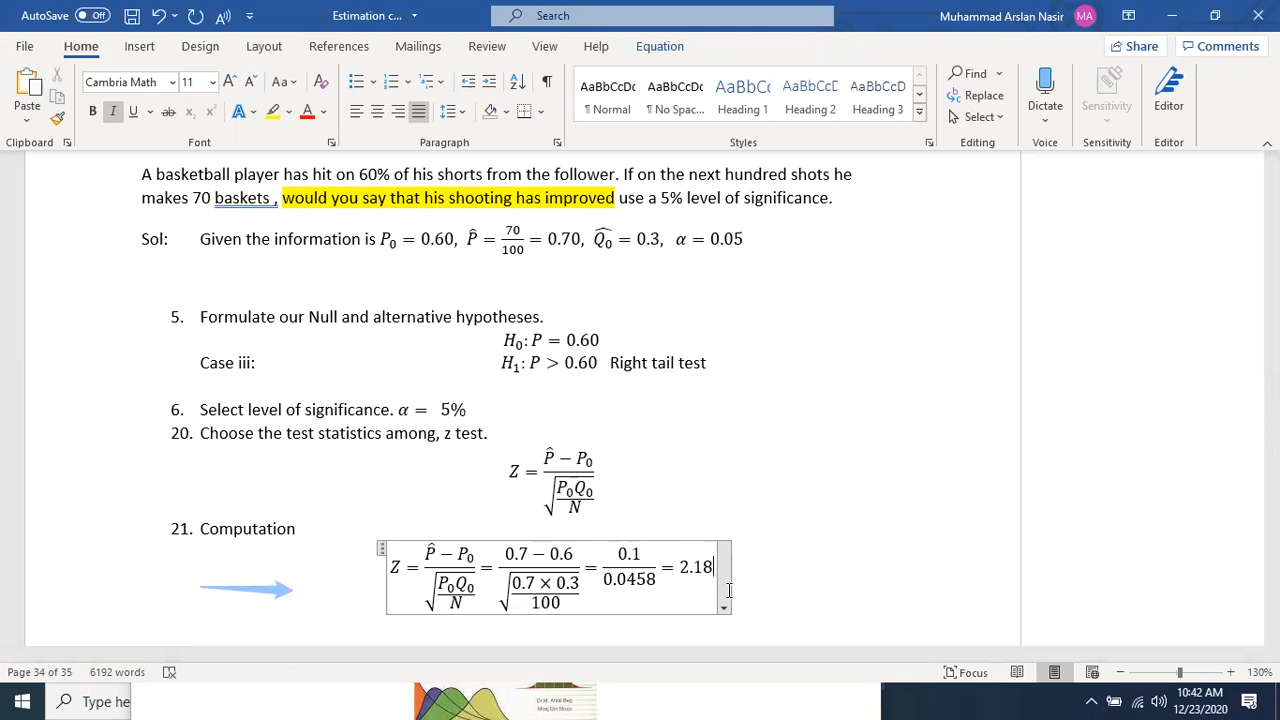 Search
Muhammad Arslan Nasir MA
File Home Insert Design Layout References Mailings Review View Help Equation Share Comments
Paste
Cambria Math 11 A A Aa A
B I U ab x x A A
AaBbCcDc AaBbCcDc AaBbCc AaBbCcD AaBbCcD
¶ Normal ¶ No Spac... Heading 1 Heading 2 Heading 3
Find
Replace
Select
Dictate
Sensitivity
Editor
Clipboard Font Paragraph Styles Editing Voice Sensitivity Editor
A basketball player has hit on 60% of his shorts from the follower. If on the next hundred shots he
makes 70 baskets , would you say that his shooting has improved use a 5% level of significance.
Sol: Given the information is P₀ = 0.60, P̂ = 70/100 = 0.70, Q̂₀ = 0.3, α = 0.05
5. Formulate our Null and alternative hypotheses.
H₀: P = 0.60
Case iii: H₁: P > 0.60 Right tail test
6. Select level of significance. α = 5%
20. Choose the test statistics among, z test.
Z = (P̂ − P₀)/√(P₀Q₀/N)
21. Computation
Z = (P̂ − P₀)/√(P₀Q₀/N) = (0.7 − 0.6)/√(0.7 × 0.3/100) = 0.1/0.0458 = 2.18
Page 34 of 35 6192 words Focus 130%
Type he
Dr.M. Afzal Beg
10:42 AM
12/23/2020